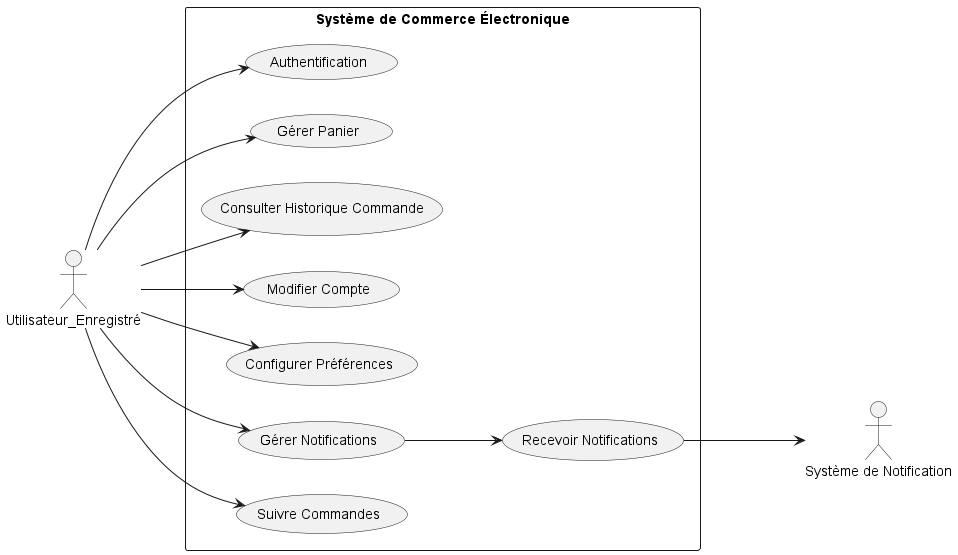 Système de Commerce Électronique
Authentification
Gérer Panier
Consulter Historique Commande
Modifier Compte
Utilisateur_Enregistré
Configurer Préférences
Gérer Notifications
Recevoir Notifications
Système de Notification
Suivre Commandes